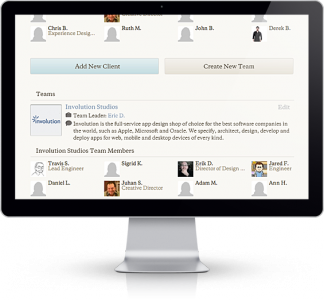 Chris B.
Experience Desig...
Ruth M.
John B.
Derek B.
Add New Client
Create New Team
Teams
Involution Studios
Edit
involution
Team Leader: Eric D.
Involution is the full-service app design shop of choice for the best software companies in
the world, such as Apple, Microsoft and Oracle. We specify, architect, design, develop and
deploy apps for web, mobile and desktop devices of every kind.
Involution Studios Team Members
Travis S.
Lead Engineer
Sigrid K.
Erik D.
Director of Design ...
Jared F.
Engineer
Daniel L.
Juhan S.
Creative Director
Adam M.
Ann H.